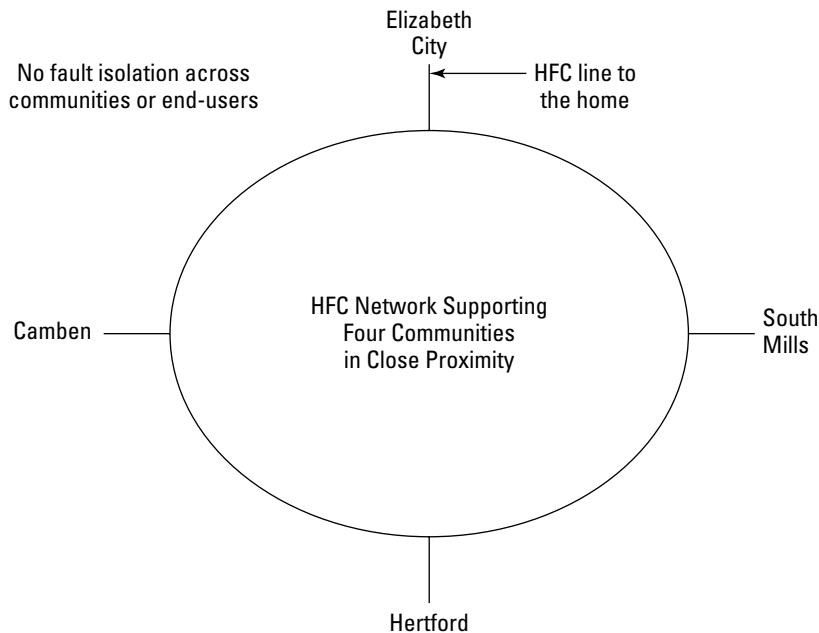 Elizabeth
City
No fault isolation across
communities or end-users
HFC line to
the home
HFC Network Supporting
Four Communities
in Close Proximity
Camben
South
Mills
Hertford